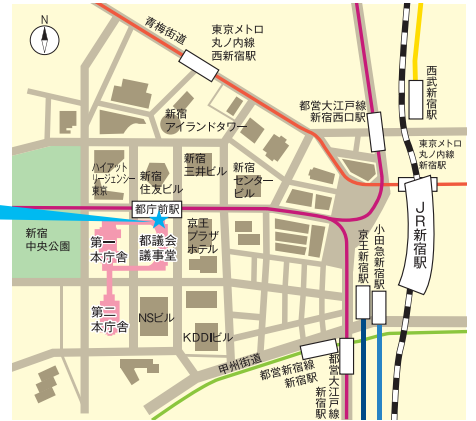 N
青梅街道
東京メトロ
丸ノ内線
西新宿駅
西武新宿駅
都営大江戸線
新宿西口駅
新宿
アイランドタワー
東京メトロ
丸ノ内線
新宿駅
ハイアット
リージェンシー
東京
新宿
住友ビル
新宿
三井ビル
新宿
センター
ビル
都庁前駅
JR新宿駅
新宿
中央公園
第一
本庁舎
都議会
議事堂
京王
プラザ
ホテル
小田急新宿駅
京王新宿駅
第二
本庁舎
NSビル
KDDIビル
甲州街道
都営新宿線
新宿駅
都営大江戸線
新宿駅